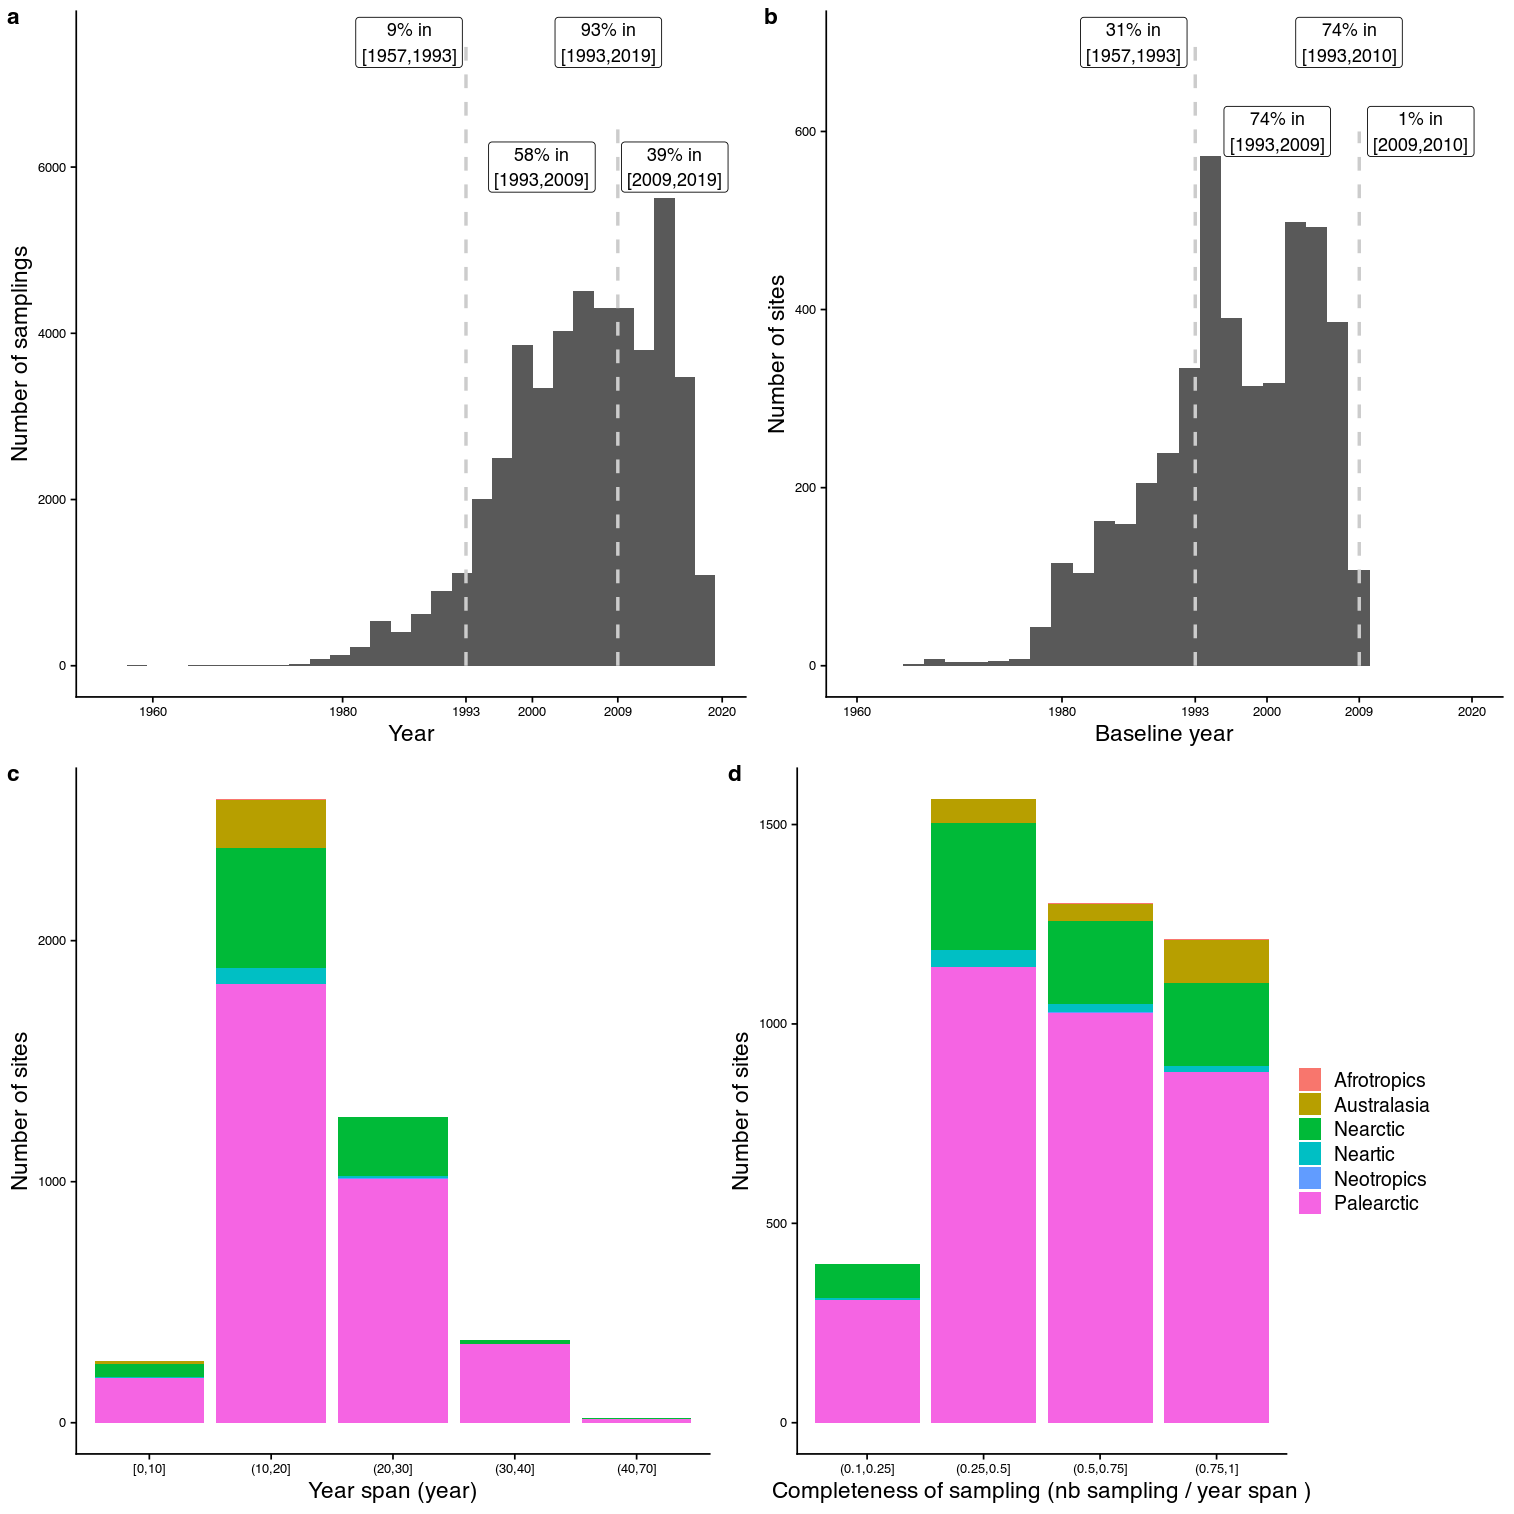 a
9% in
[1957,1993]
93% in
[1993,2019]
58% in
[1993,2009]
39% in
[2009,2019]
Number of samplings
6000
4000
2000
0
1960
1980
1993
2000
2009
2020
Year
b
31% in
[1957,1993]
74% in
[1993,2010]
74% in
[1993,2009]
1% in
[2009,2010]
Number of sites
600
400
200
0
1960
1980
1993
2000
2009
2020
Baseline year
c
Number of sites
2000
1000
0
[0,10]
(10,20]
(20,30]
(30,40]
(40,70]
Year span (year)
d
Number of sites
1500
1000
500
0
(0.1,0.25]
(0.25,0.5]
(0.5,0.75]
(0.75,1]
Completeness of sampling (nb sampling / year span )
Afrotropics
Australasia
Nearctic
Neartic
Neotropics
Palearctic